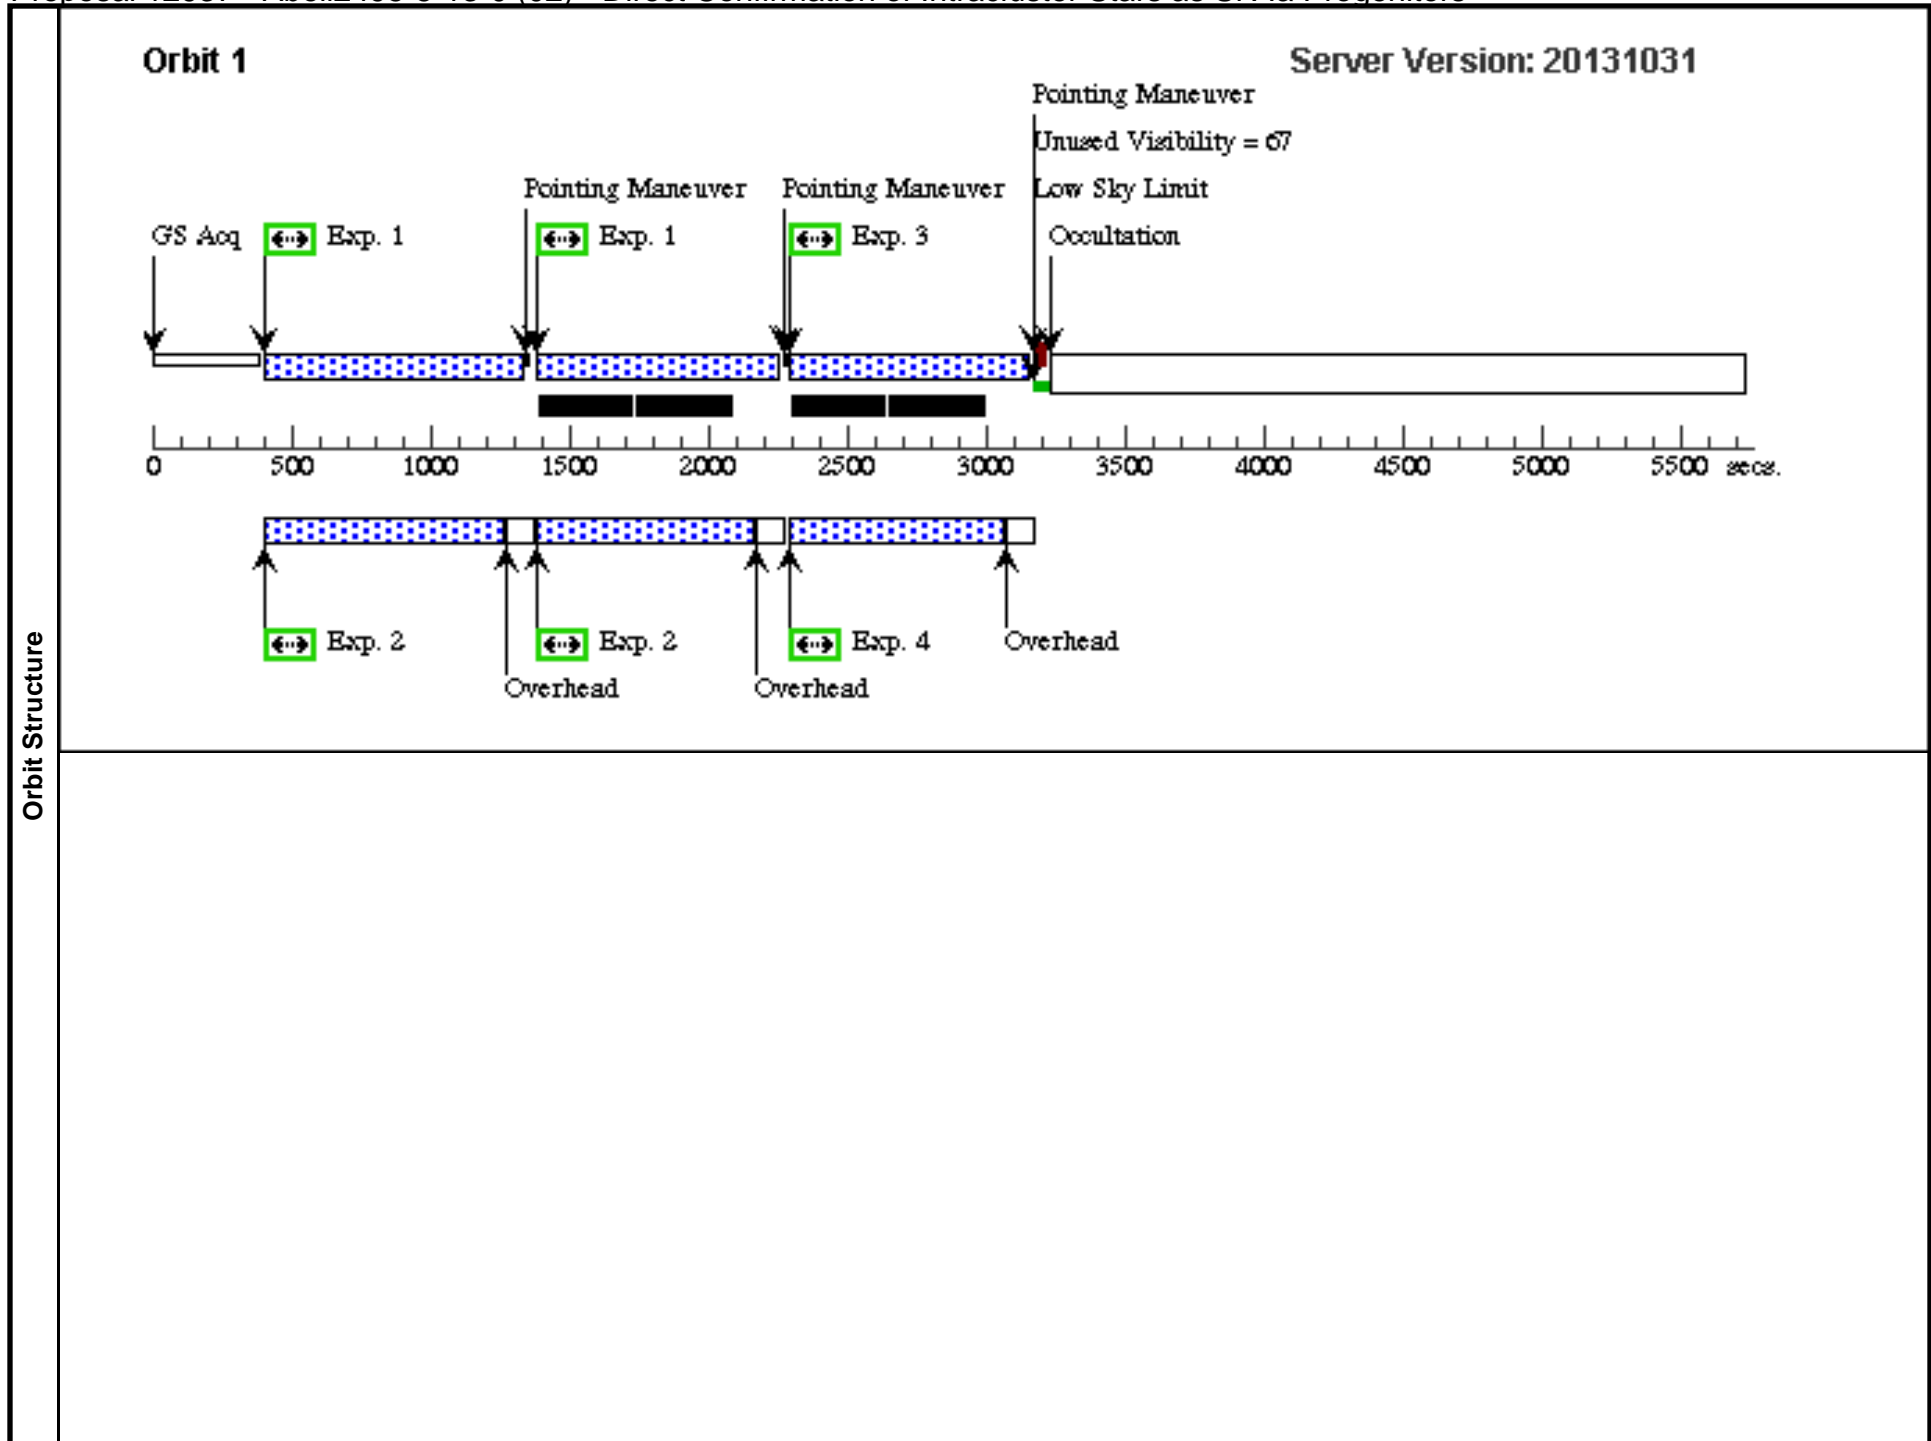 Orbit 1
Server Version: 20131031
Pointing Maneuver
Unused Visibility = 67
Pointing Maneuver Pointing Maneuver Low Sky Limit
GS Acq Exp. 1 Exp. 1 Exp. 3 Occultation
0 500 1000 1500 2000 2500 3000 3500 4000 4500 5000 5500 secs.
Exp. 2 Exp. 2 Exp. 4 Overhead
Overhead Overhead
Orbit Structure